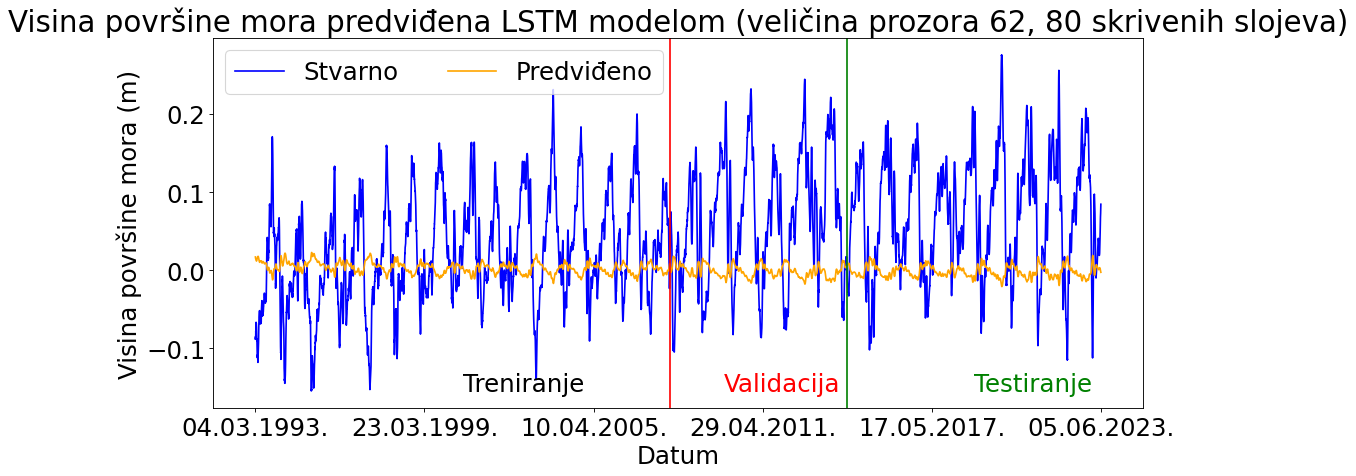 Visina površine mora predviđena LSTM modelom (veličina prozora 62, 80 skrivenih slojeva)
Stvarno
Predviđeno
Visina površine mora (m)
0.2
0.1
0.0
−0.1
Treniranje
Validacija
Testiranje
04.03.1993.
23.03.1999.
10.04.2005.
29.04.2011.
17.05.2017.
05.06.2023.
Datum